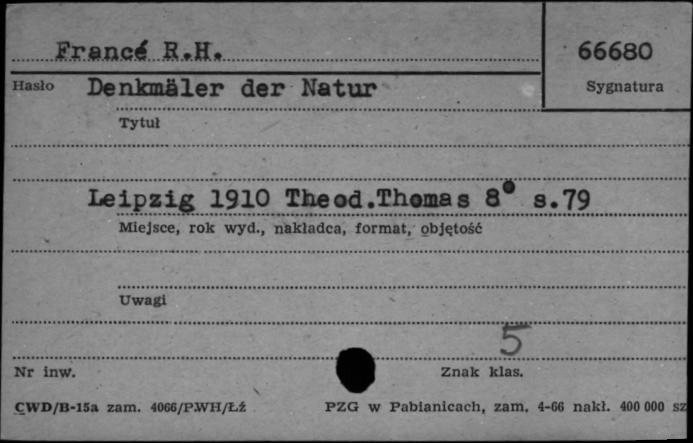 Francé R.H.
66680
Hasło Denkmäler der Natur
Sygnatura
Tytuł
Leipzig 1910 Theod.Thomas 8° s.79
Miejsce, rok wyd., nakładca, format, objętość
Uwagi
5
Nr inw.
Znak klas.
CWD/B-15a zam. 4066/PWH/Łź
PZG w Pabianicach, zam. 4-66 nakł. 400 000 sz